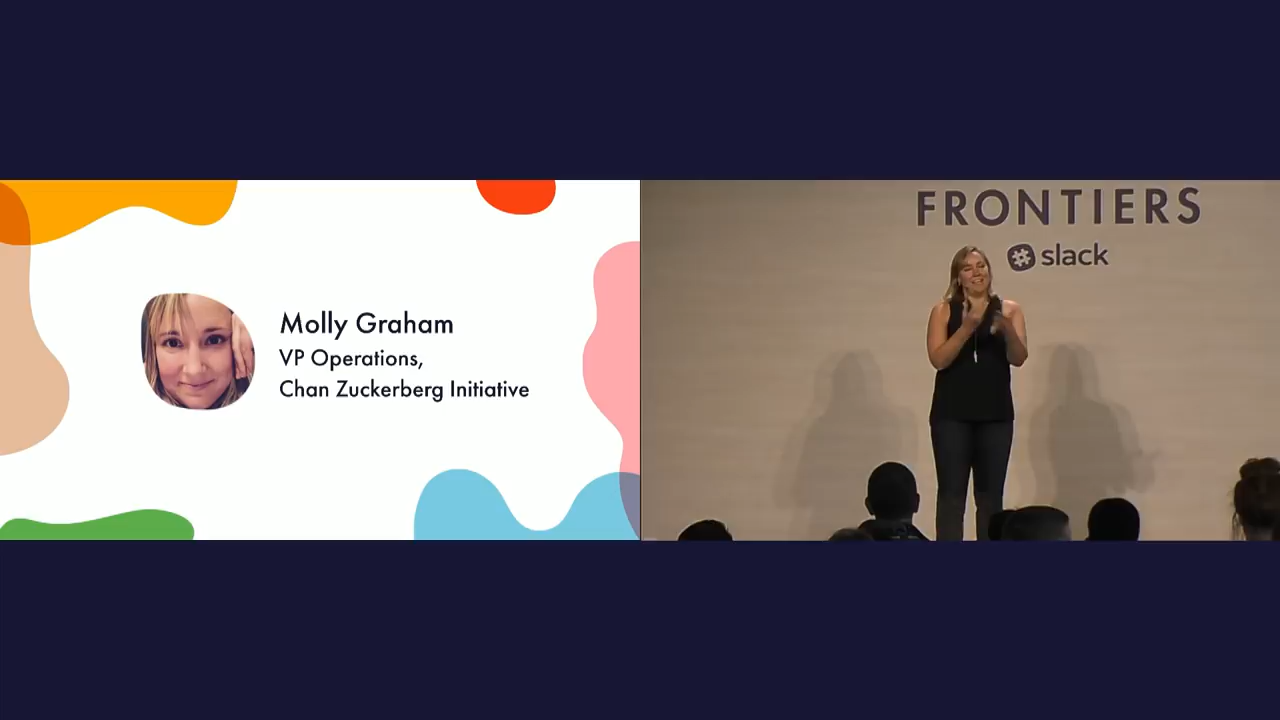 Molly Graham
VP Operations,
Chan Zuckerberg Initiative
FRONTIERS
slack